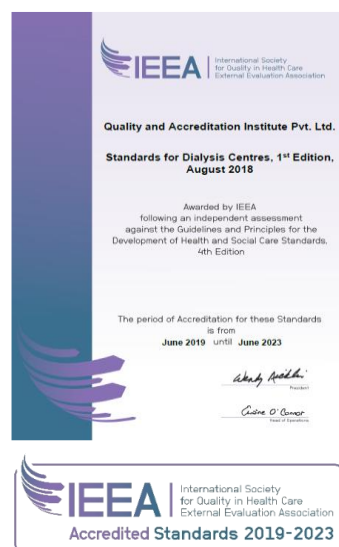 IEEA
International Society
for Quality in Health Care
External Evaluation Association
Quality and Accreditation Institute Pvt. Ltd.
Standards for Dialysis Centres, 1st Edition,
August 2018
Awarded by IEEA
following an independent assessment
against the Guidelines and Principles for the
Development of Health and Social Care Standards,
4th Edition
The period of Accreditation for these Standards
is from
June 2019 until June 2023
President
Head of Operations
IEEA
International Society
for Quality in Health Care
External Evaluation Association
Accredited Standards 2019-2023